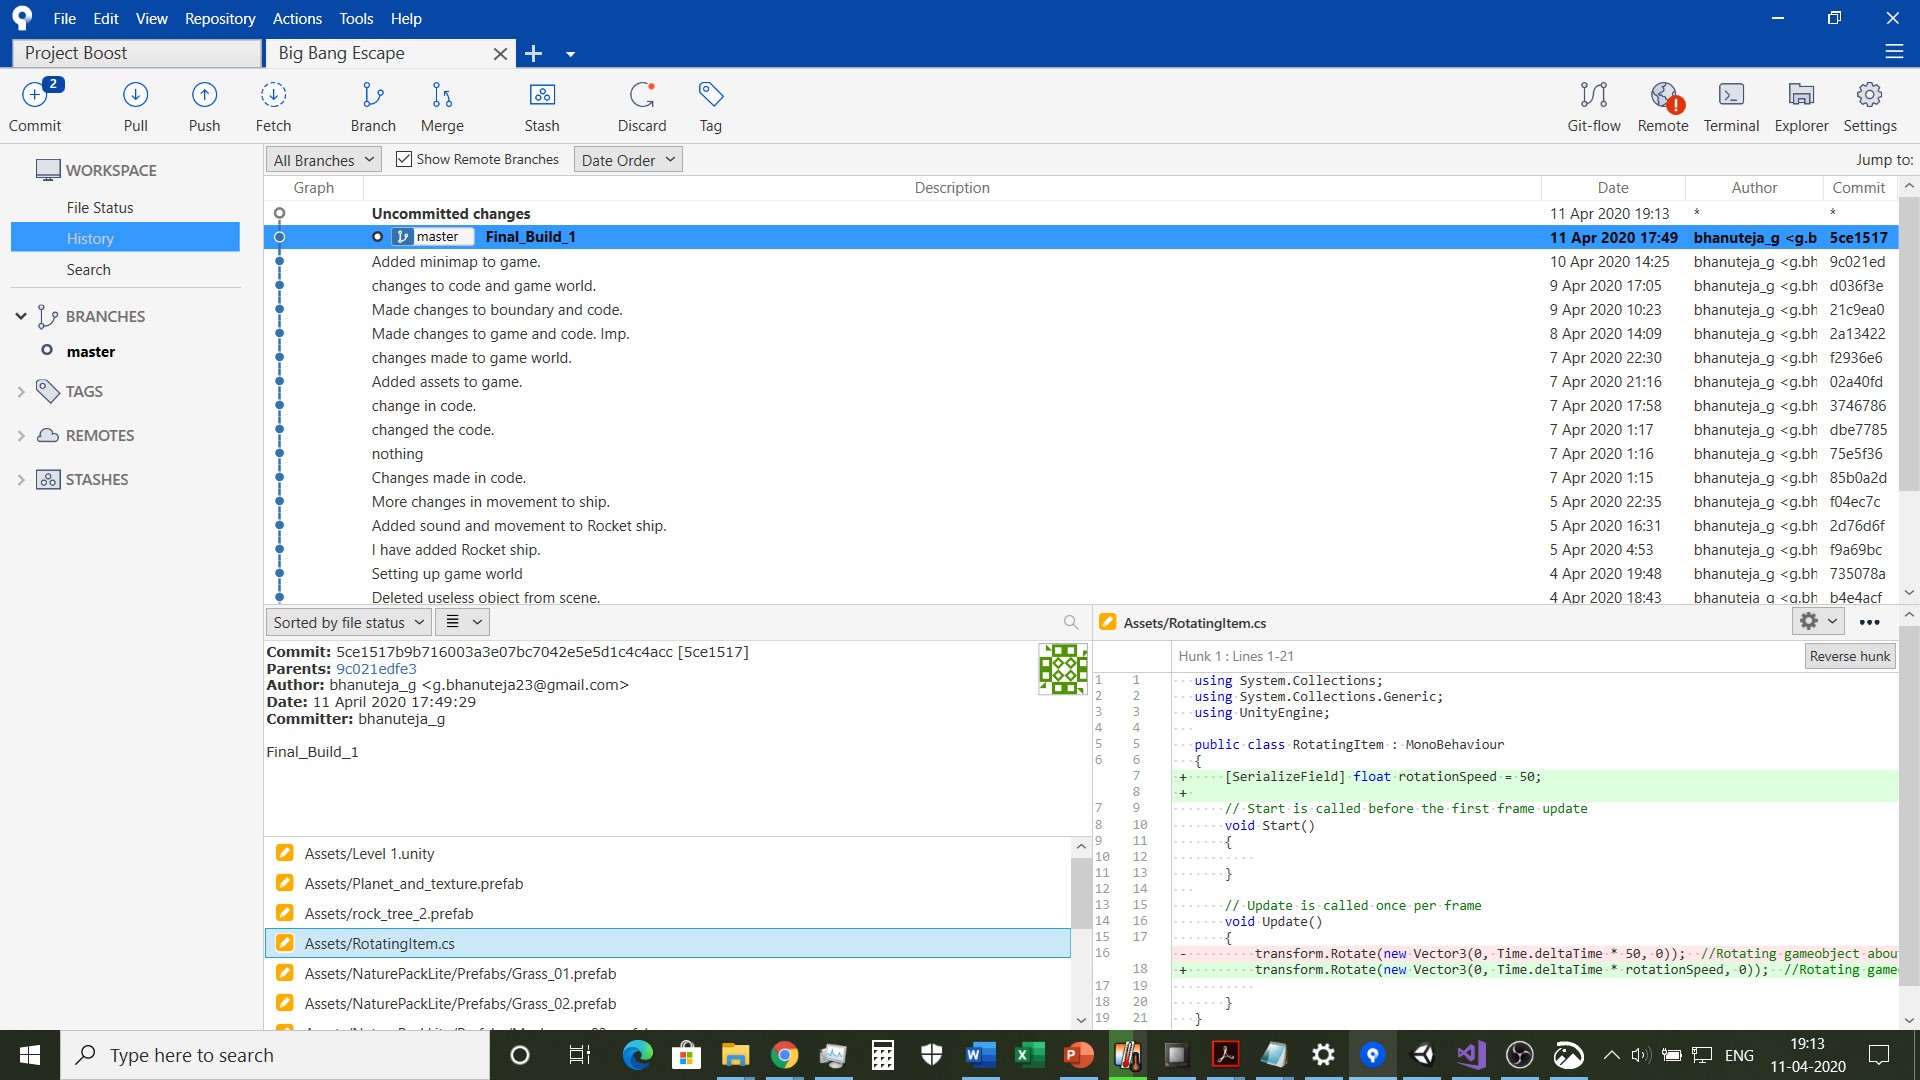 File Edit View Repository Actions Tools Help
Project Boost Big Bang Escape
2
Commit Pull Push Fetch Branch Merge Stash Discard Tag Git-flow Remote Terminal Explorer Settings
WORKSPACE
File Status
History
Search
BRANCHES
master
TAGS
REMOTES
STASHES
All Branches Show Remote Branches Date Order Jump to:
Graph Description Date Author Commit
Uncommitted changes 11 Apr 2020 19:13 * *
master Final_Build_1 11 Apr 2020 17:49 bhanuteja_g <g.b 5ce1517
Added minimap to game. 10 Apr 2020 14:25 bhanuteja_g <g.bh 9c021ed
changes to code and game world. 9 Apr 2020 17:05 bhanuteja_g <g.bh d036f3e
Made changes to boundary and code. 9 Apr 2020 10:23 bhanuteja_g <g.bh 21c9ea0
Made changes to game and code. Imp. 8 Apr 2020 14:09 bhanuteja_g <g.bh 2a13422
changes made to game world. 7 Apr 2020 22:30 bhanuteja_g <g.bh f2936e6
Added assets to game. 7 Apr 2020 21:16 bhanuteja_g <g.bh 02a40fd
change in code. 7 Apr 2020 17:58 bhanuteja_g <g.bh 3746786
changed the code. 7 Apr 2020 1:17 bhanuteja_g <g.bh dbe7785
nothing 7 Apr 2020 1:16 bhanuteja_g <g.bh 75e5f36
Changes made in code. 7 Apr 2020 1:15 bhanuteja_g <g.bh 85b0a2d
More changes in movement to ship. 5 Apr 2020 22:35 bhanuteja_g <g.bh f04ec7c
Added sound and movement to Rocket ship. 5 Apr 2020 16:31 bhanuteja_g <g.bh 2d76d6f
I have added Rocket ship. 5 Apr 2020 4:53 bhanuteja_g <g.bh f9a69bc
Setting up game world 4 Apr 2020 19:48 bhanuteja_g <g.bh 735078a
Deleted useless object from scene. 4 Apr 2020 18:43 bhanuteja_g <g.bh b4e4acf
Sorted by file status
Commit: 5ce1517b9b716003a3e07bc7042e5e5d1c4c4acc [5ce1517]
Parents: 9c021edfe3
Author: bhanuteja_g <g.bhanuteja23@gmail.com>
Date: 11 April 2020 17:49:29
Committer: bhanuteja_g
Final_Build_1
Assets/Level 1.unity
Assets/Planet_and_texture.prefab
Assets/rock_tree_2.prefab
Assets/RotatingItem.cs
Assets/NaturePackLite/Prefabs/Grass_01.prefab
Assets/NaturePackLite/Prefabs/Grass_02.prefab
Assets/RotatingItem.cs
Hunk 1 : Lines 1-21 Reverse hunk
1 1 using System.Collections;
2 2 using System.Collections.Generic;
3 3 using UnityEngine;
4 4
5 5 public class RotatingItem : MonoBehaviour
6 6 {
7 + [SerializeField] float rotationSpeed = 50;
8 +
7 9 // Start is called before the first frame update
8 10 void Start()
9 11 {
10 12
11 13 }
12 14
13 15 // Update is called once per frame
14 16 void Update()
15 17 {
16 - transform.Rotate(new Vector3(0, Time.deltaTime * 50, 0)); //Rotating gameobject abou
18 + transform.Rotate(new Vector3(0, Time.deltaTime * rotationSpeed, 0)); //Rotating game
17 19
18 20 }
19 21 }
Type here to search
ENG
19:13
11-04-2020